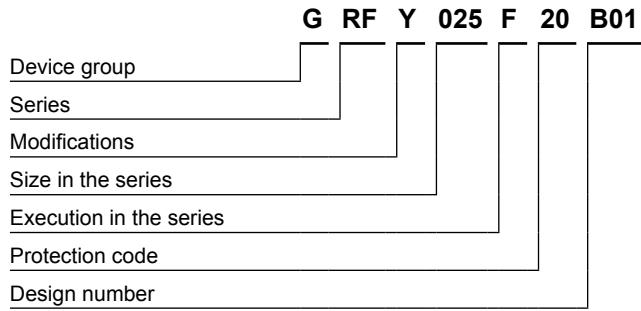 G RF Y 025 F 20 B01
Device group
Series
Modifications
Size in the series
Execution in the series
Protection code
Design number